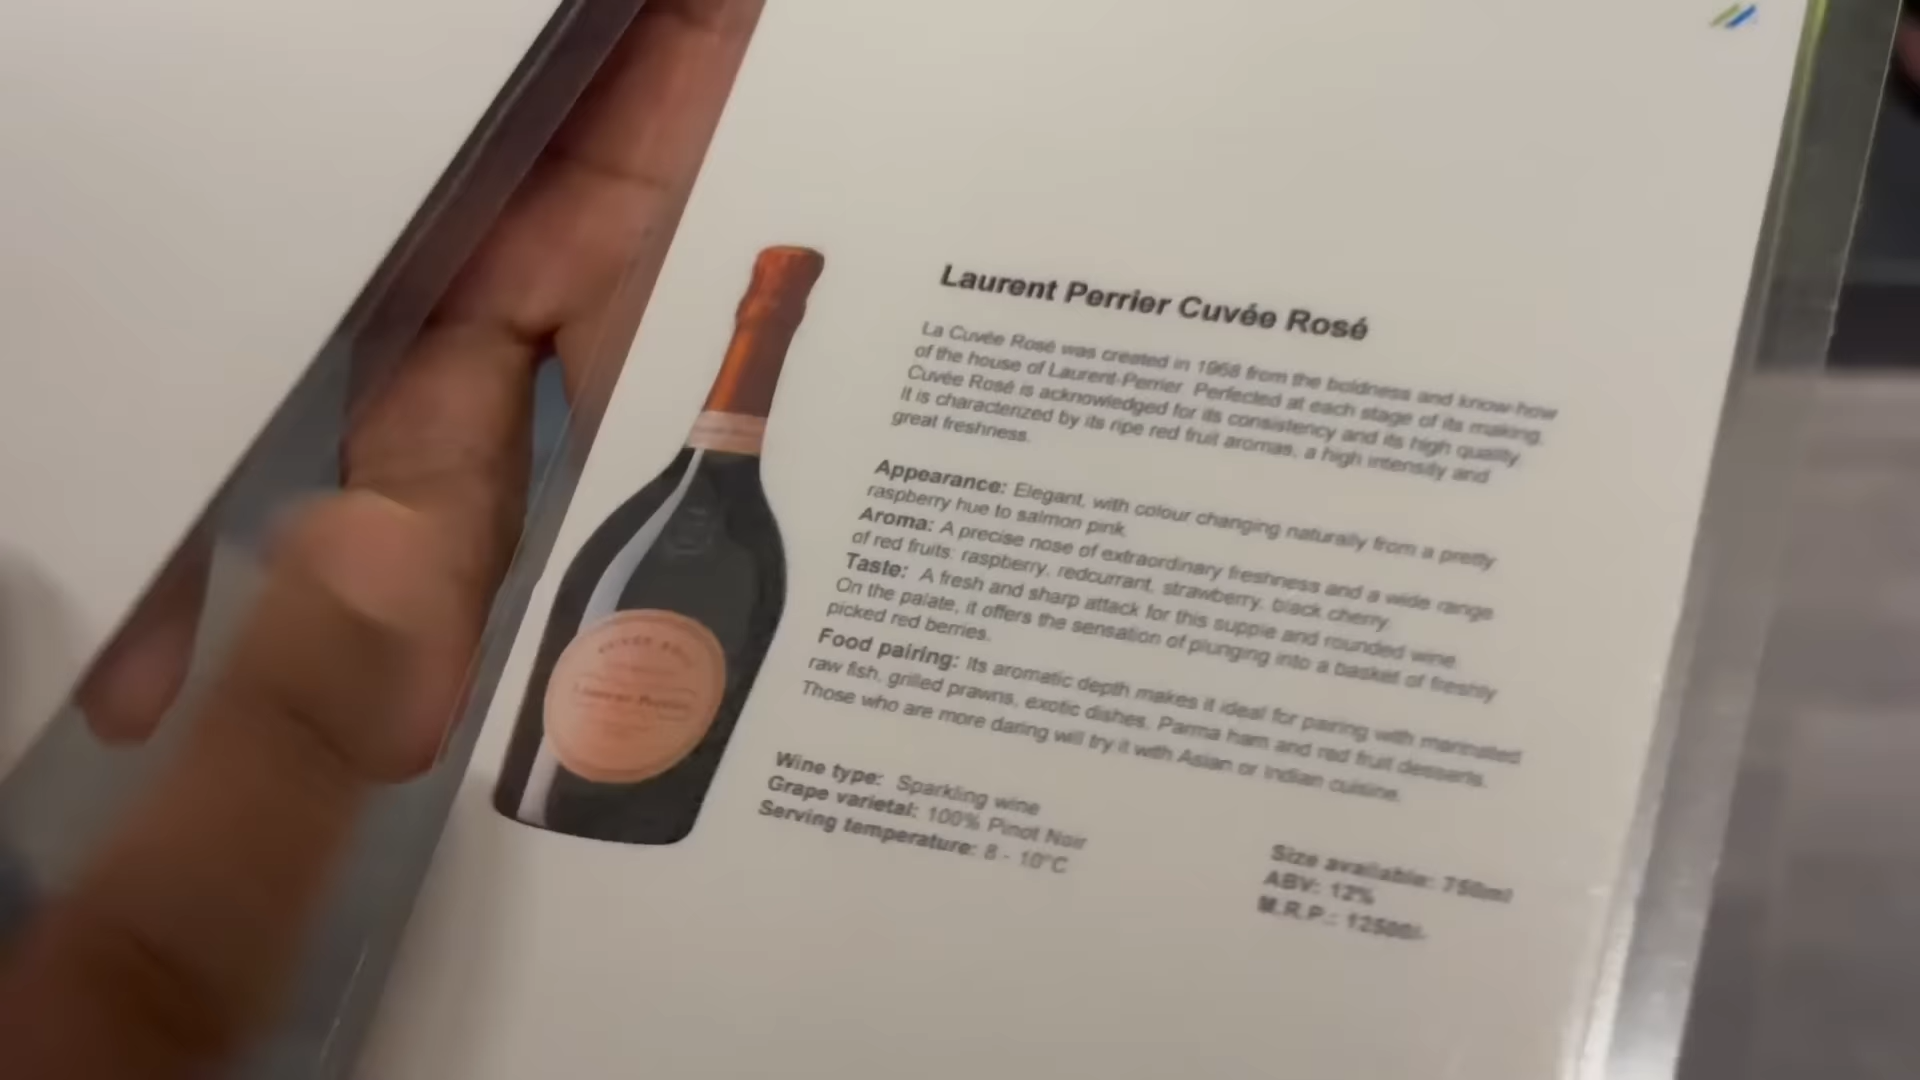 Laurent Perrier Cuvée Rosé
La Cuvée Rosé was created in 1968 from the boldness and know-how
of the house of Laurent-Perrier. Perfected at each stage of its making,
Cuvée Rosé is acknowledged for its consistency and its high quality.
It is characterized by its ripe red fruit aromas, a high intensity and
great freshness.
Appearance: Elegant, with colour changing naturally from a pretty
raspberry hue to salmon pink.
Aroma: A precise nose of extraordinary freshness and a wide range
of red fruits: raspberry, redcurrant, strawberry, black cherry.
Taste: A fresh and sharp attack for this supple and rounded wine.
On the palate, it offers the sensation of plunging into a basket of freshly
picked red berries.
Food pairing: Its aromatic depth makes it ideal for pairing with marinated
raw fish, grilled prawns, exotic dishes, Parma ham and red fruit desserts.
Those who are more daring will try it with Asian or Indian cuisine.
Wine type: Sparkling wine
Grape varietal: 100% Pinot Noir
Serving temperature: 8 - 10°C
Size available: 750ml
ABV: 12%
M.R.P.: 12500/-
CUVÉE ROSÉ
Laurent-Perrier